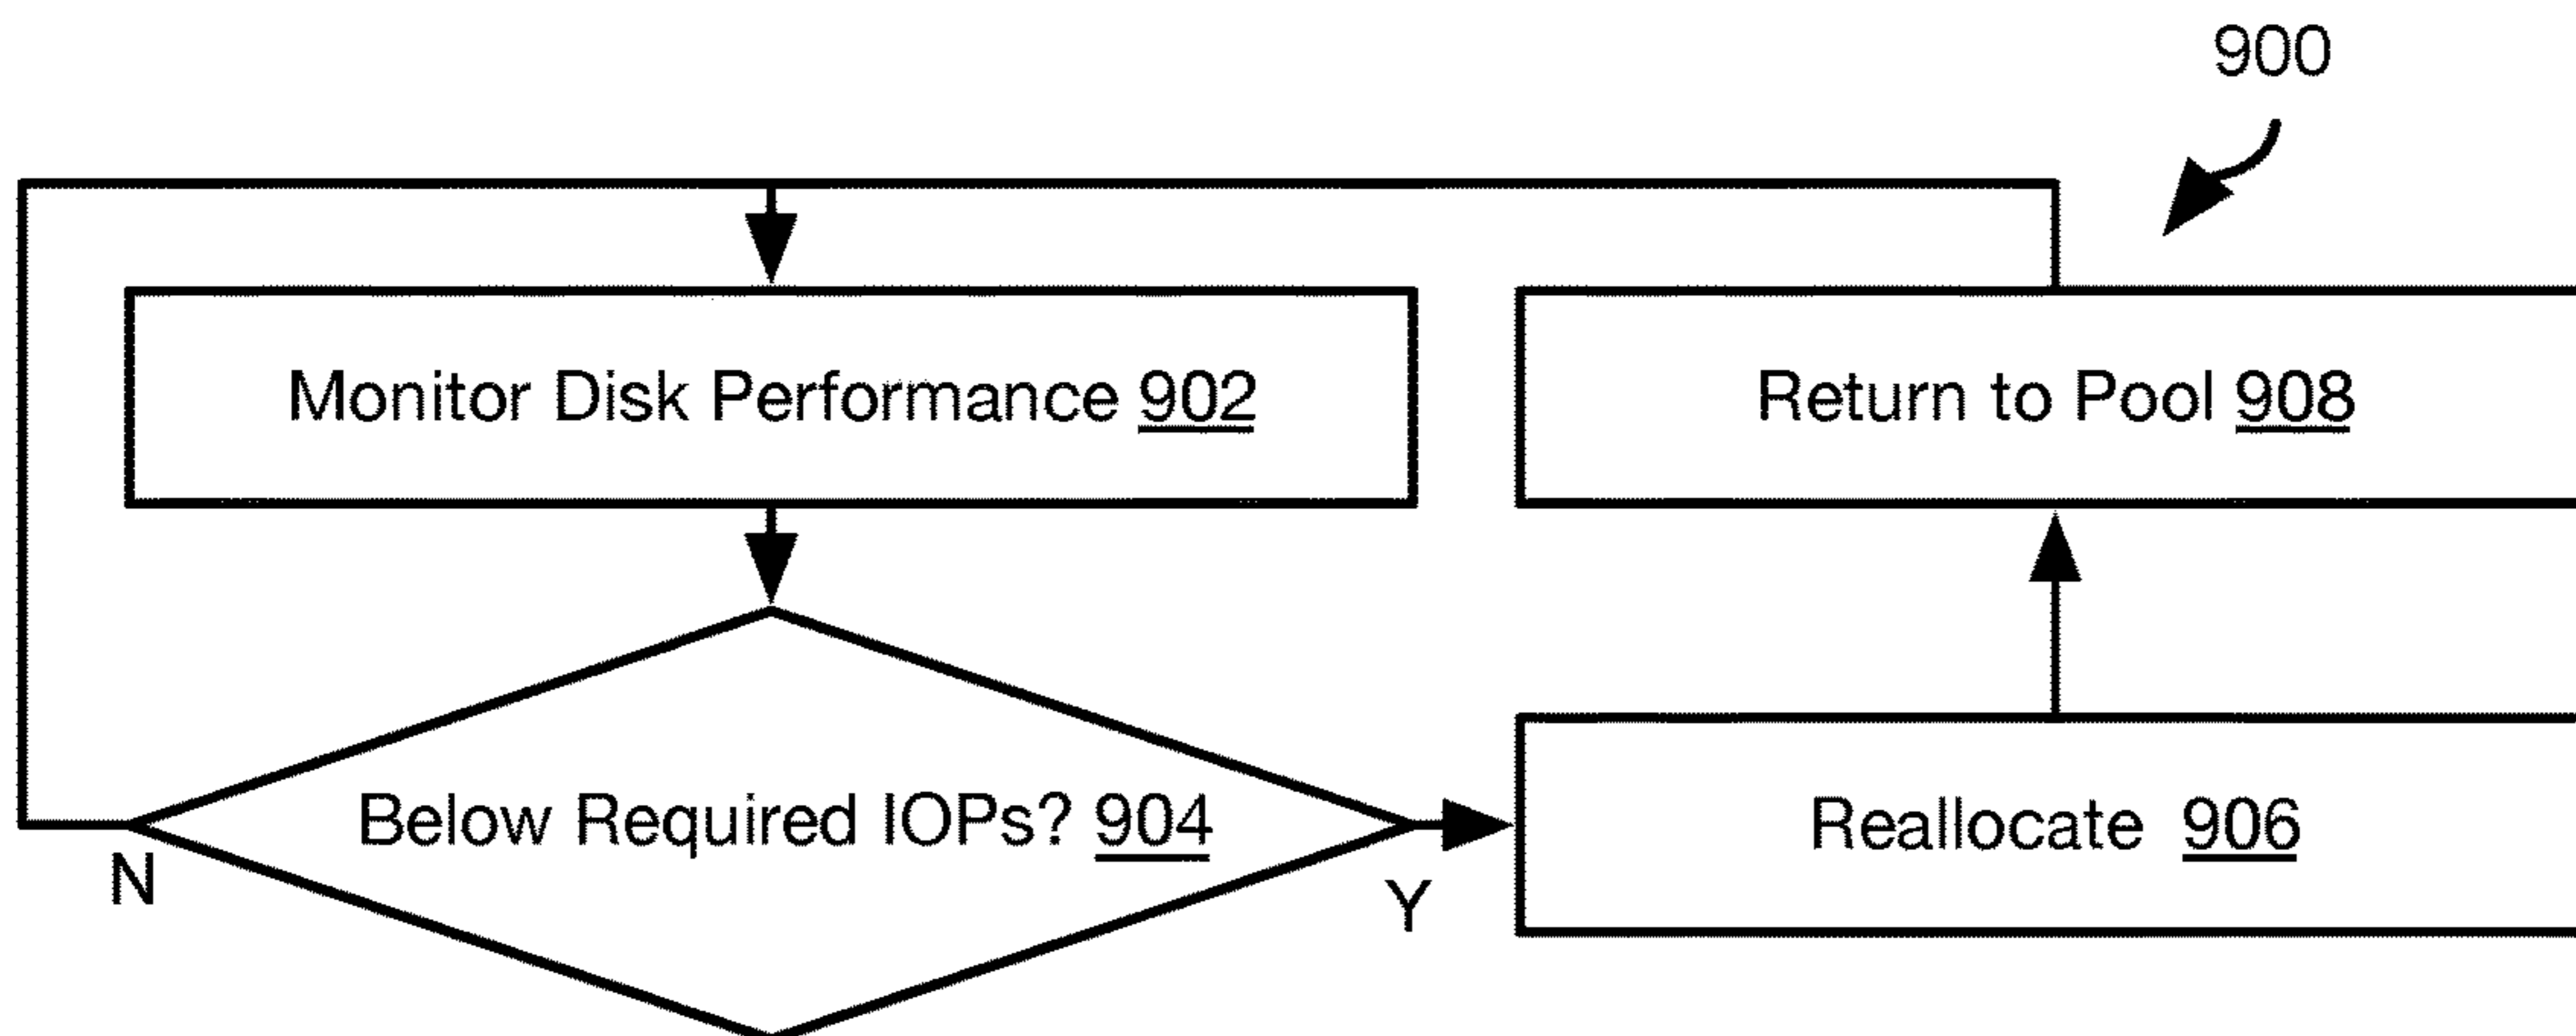 900
Monitor Disk Performance 902
Return to Pool 908
Below Required IOPs? 904
Reallocate 906
N
Y